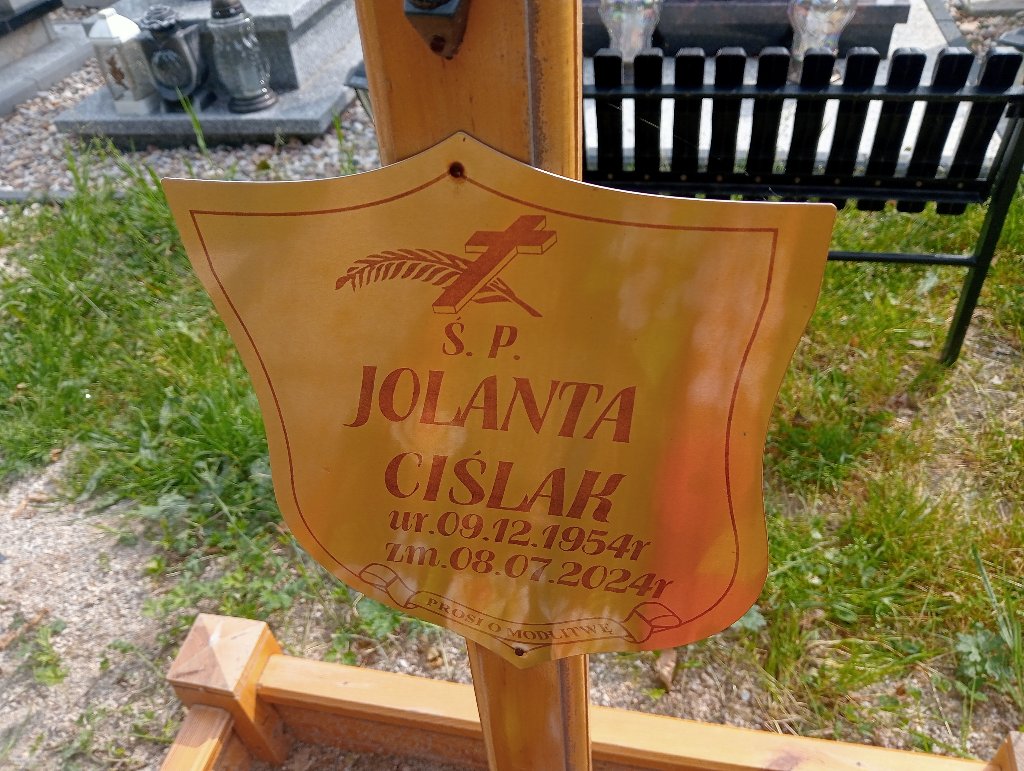 Ś. P.
JOLANTA
CIŚLAK
ur.09.12.1954r
zm.08.07.2024r
PROSI O MODLITWĘ